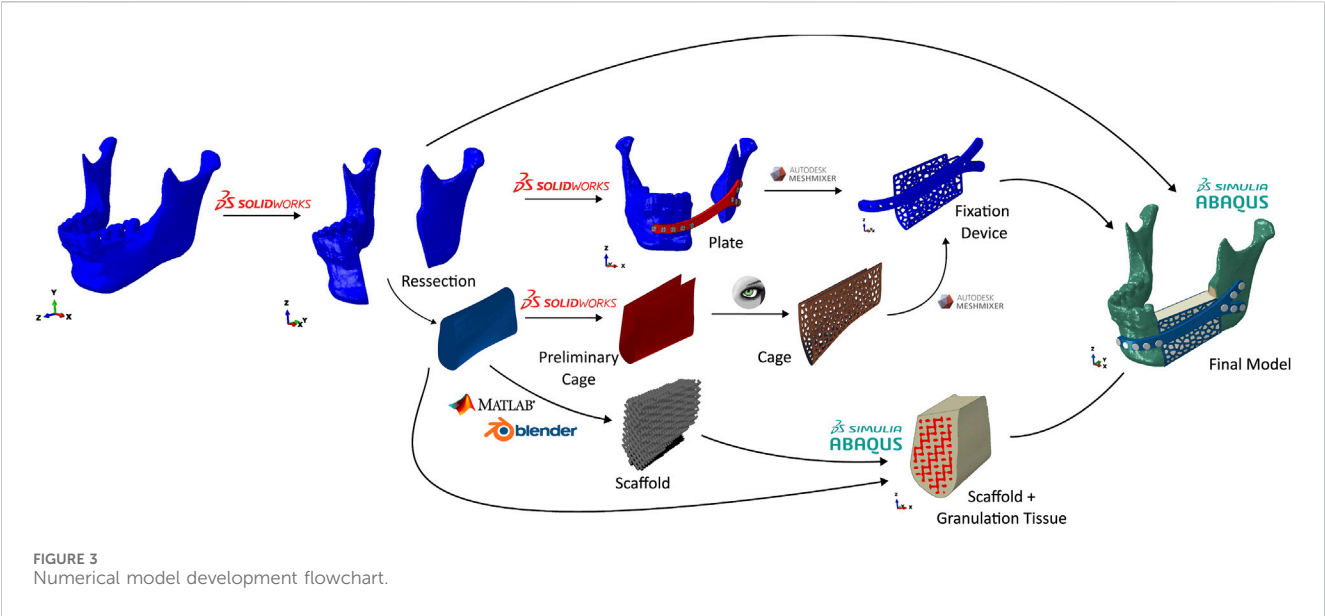 SIMULIA
ABAQUS
SOLIDWORKS
SOLIDWORKS
AUTODESK
MESHMIXER
Plate
Fixation
Device
Ressection
SOLIDWORKS
Preliminary
Cage
Cage
AUTODESK
MESHMIXER
Final Model
MATLAB®
blender
Scaffold
SIMULIA
ABAQUS
Scaffold +
Granulation Tissue
Y
Z X
Z
Y
X
Z
X
Z
Z
Y
X
Z
X
FIGURE 3
Numerical model development flowchart.